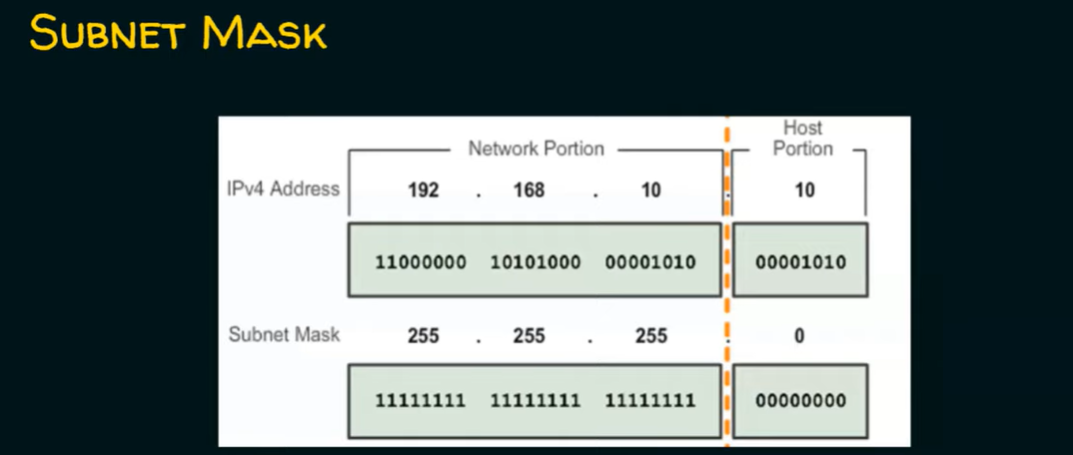 SUBNET MASK
Host
Network Portion Portion
IPv4 Address 192 . 168 . 10 . 10
11000000 10101000 00001010 00001010
Subnet Mask 255 . 255 . 255 . 0
11111111 11111111 11111111 00000000